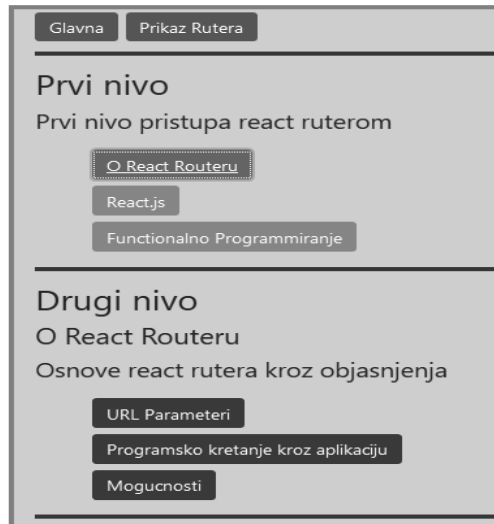 Glavna Prikaz Rutera
Prvi nivo
Prvi nivo pristupa react ruterom
O React Routeru
React.js
Functionalno Programmiranje
Drugi nivo
O React Routeru
Osnove react rutera kroz objasnjenja
URL Parameteri
Programsko kretanje kroz aplikaciju
Mogucnosti